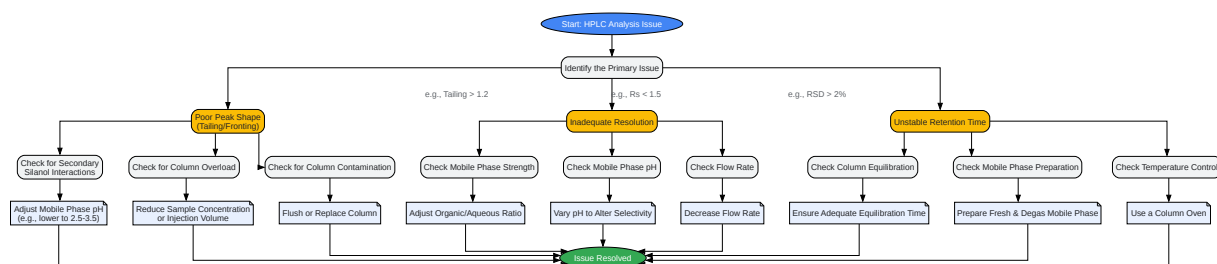 Start: HPLC Analysis Issue
Identify the Primary Issue
e.g., Tailing > 1.2
e.g., Rs < 1.5
e.g., RSD > 2%
Poor Peak Shape
(Tailing/Fronting)
Inadequate Resolution
Unstable Retention Time
Check for Secondary
Silanol Interactions
Check for Column Overload
Check for Column Contamination
Check Mobile Phase Strength
Check Mobile Phase pH
Check Flow Rate
Check Column Equilibration
Check Mobile Phase Preparation
Check Temperature Control
Adjust Mobile Phase pH
(e.g., lower to 2.5-3.5)
Reduce Sample Concentration
or Injection Volume
Flush or Replace Column
Adjust Organic/Aqueous Ratio
Vary pH to Alter Selectivity
Decrease Flow Rate
Ensure Adequate Equilibration Time
Prepare Fresh & Degas Mobile Phase
Use a Column Oven
Issue Resolved